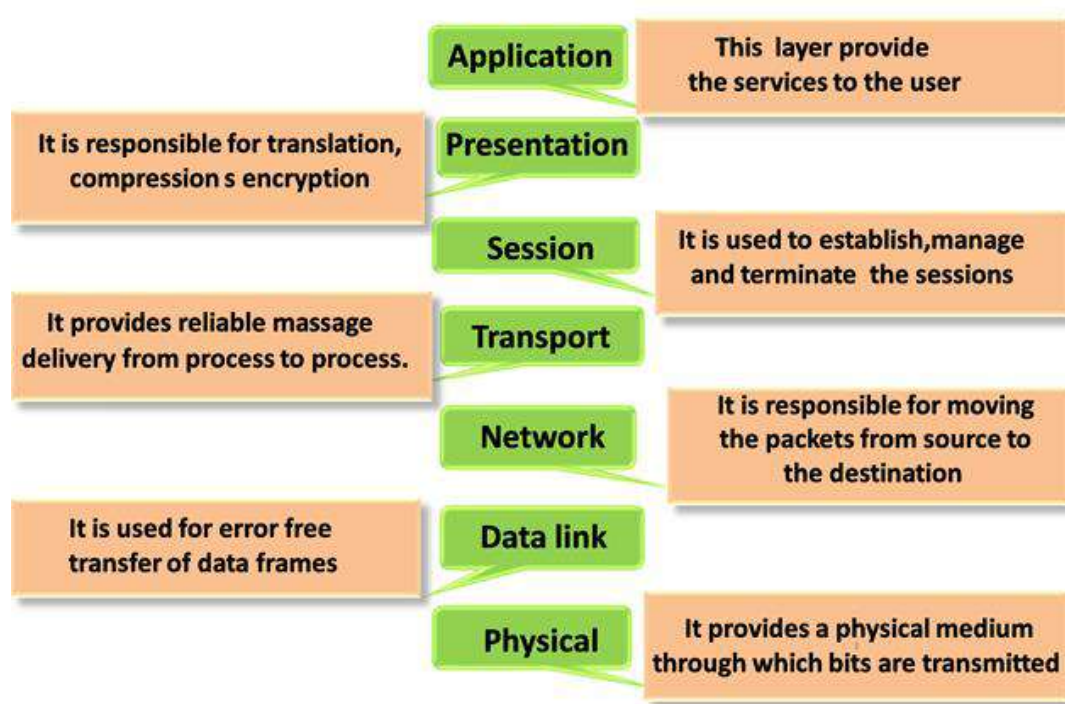 Application
This layer provide
the services to the user
Presentation
It is responsible for translation,
compression s encryption
Session
It is used to establish,manage
and terminate the sessions
Transport
It provides reliable massage
delivery from process to process.
Network
It is responsible for moving
the packets from source to
the destination
Data link
It is used for error free
transfer of data frames
Physical
It provides a physical medium
through which bits are transmitted